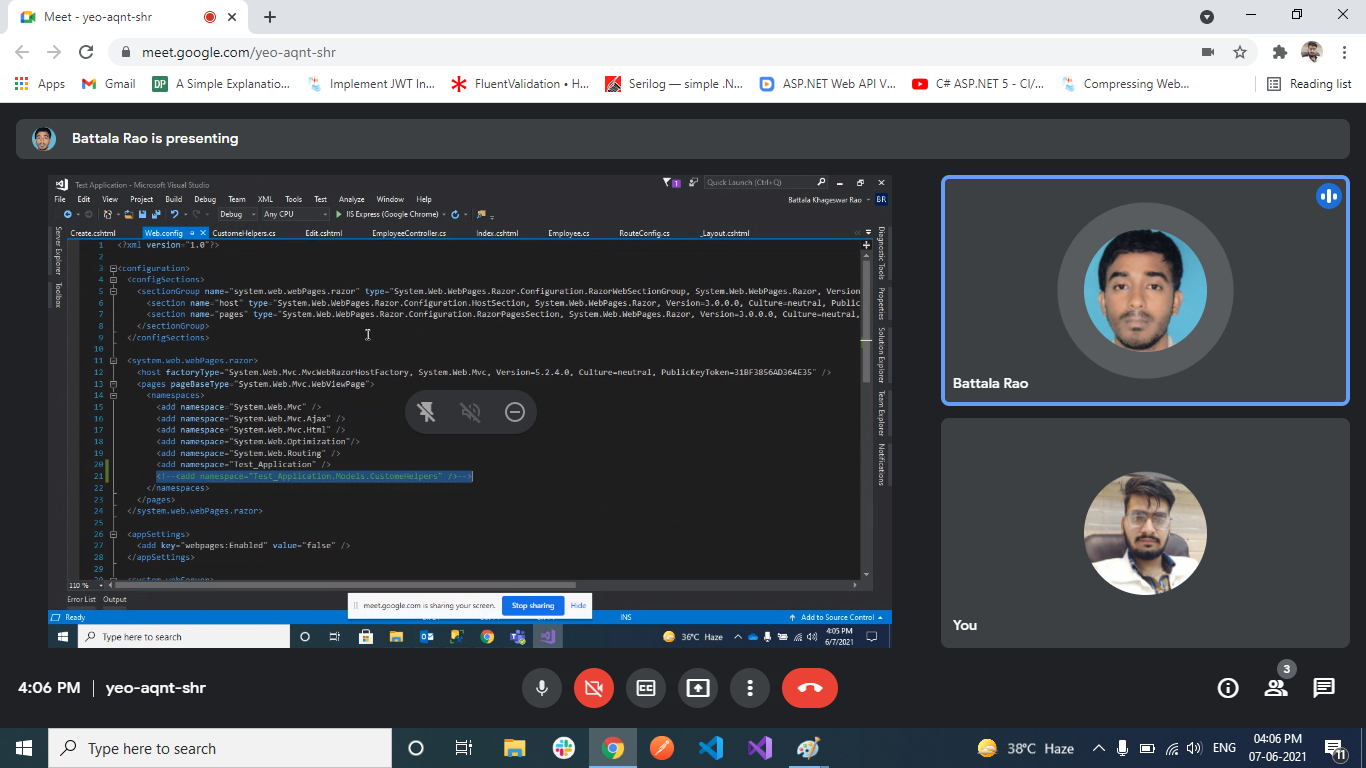 Meet - yeo-aqnt-shr
meet.google.com/yeo-aqnt-shr
Apps Gmail DP A Simple Explanatio... Implement JWT In... FluentValidation • H... Serilog — simple .N... ASP.NET Web API V... C# ASP.NET 5 - CI/... Compressing Web... Reading list
Battala Rao is presenting
Test Application - Microsoft Visual Studio 1 Quick Launch (Ctrl+Q)
File Edit View Project Build Debug Team XML Tools Test Analyze Window Help Battala Khageswar Rao BR
Debug Any CPU IIS Express (Google Chrome)
Create.cshtml Web.config CustomeHelpers.cs Edit.cshtml EmployeeController.cs Index.cshtml Employee.cs RouteConfig.cs _Layout.cshtml
Server Explorer
Toolbox
1 <?xml version="1.0"?>
2
3 <configuration>
4 <configSections>
5 <sectionGroup name="system.web.webPages.razor" type="System.Web.WebPages.Razor.Configuration.RazorWebSectionGroup, System.Web.WebPages.Razor, Version
6 <section name="host" type="System.Web.WebPages.Razor.Configuration.HostSection, System.Web.WebPages.Razor, Version=3.0.0.0, Culture=neutral, Public
7 <section name="pages" type="System.Web.WebPages.Razor.Configuration.RazorPagesSection, System.Web.WebPages.Razor, Version=3.0.0.0, Culture=neutral,
8 </sectionGroup>
9 </configSections>
10
11 <system.web.webPages.razor>
12 <host factoryType="System.Web.Mvc.MvcWebRazorHostFactory, System.Web.Mvc, Version=5.2.4.0, Culture=neutral, PublicKeyToken=31BF3856AD364E35" />
13 <pages pageBaseType="System.Web.Mvc.WebViewPage">
14 <namespaces>
15 <add namespace="System.Web.Mvc" />
16 <add namespace="System.Web.Mvc.Ajax" />
17 <add namespace="System.Web.Mvc.Html" />
18 <add namespace="System.Web.Optimization"/>
19 <add namespace="System.Web.Routing" />
20 <add namespace="Test_Application" />
21 <!--<add namespace="Test_Application.Models.CustomeHelpers" />-->
22 </namespaces>
23 </pages>
24 </system.web.webPages.razor>
25
26 <appSettings>
27 <add key="webpages:Enabled" value="false" />
28 </appSettings>
29
Diagnostic Tools
Properties
Solution Explorer
Team Explorer
Notifications
110 %
Error List Output
meet.google.com is sharing your screen. Stop sharing Hide
Ready INS Add to Source Control
Type here to search 36°C Haze 4:05 PM
6/7/2021
Battala Rao
You
4:06 PM yeo-aqnt-shr 3
Type here to search 38°C Haze ENG 04:06 PM
07-06-2021 11